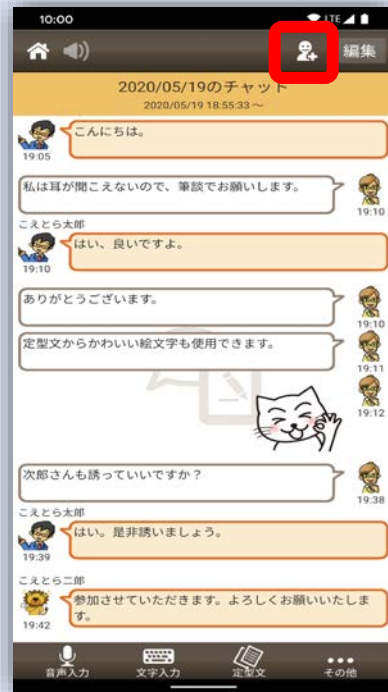 10:00
LTE
編集
2020/05/19のチャット
2020/05/19 18:55:33 ～
こんにちは。
19:05
私は耳が聞こえないので、筆談でお願いします。
19:10
こえとら太郎
はい、良いですよ。
19:10
ありがとうございます。
19:10
定型文からかわいい絵文字も使用できます。
19:11
19:12
次郎さんも誘っていいですか？
19:38
こえとら太郎
はい。是非誘いましょう。
19:39
こえとら二郎
参加させていただきます。よろしくお願いいたしま
す。
19:42
音声入力 文字入力 定型文 その他